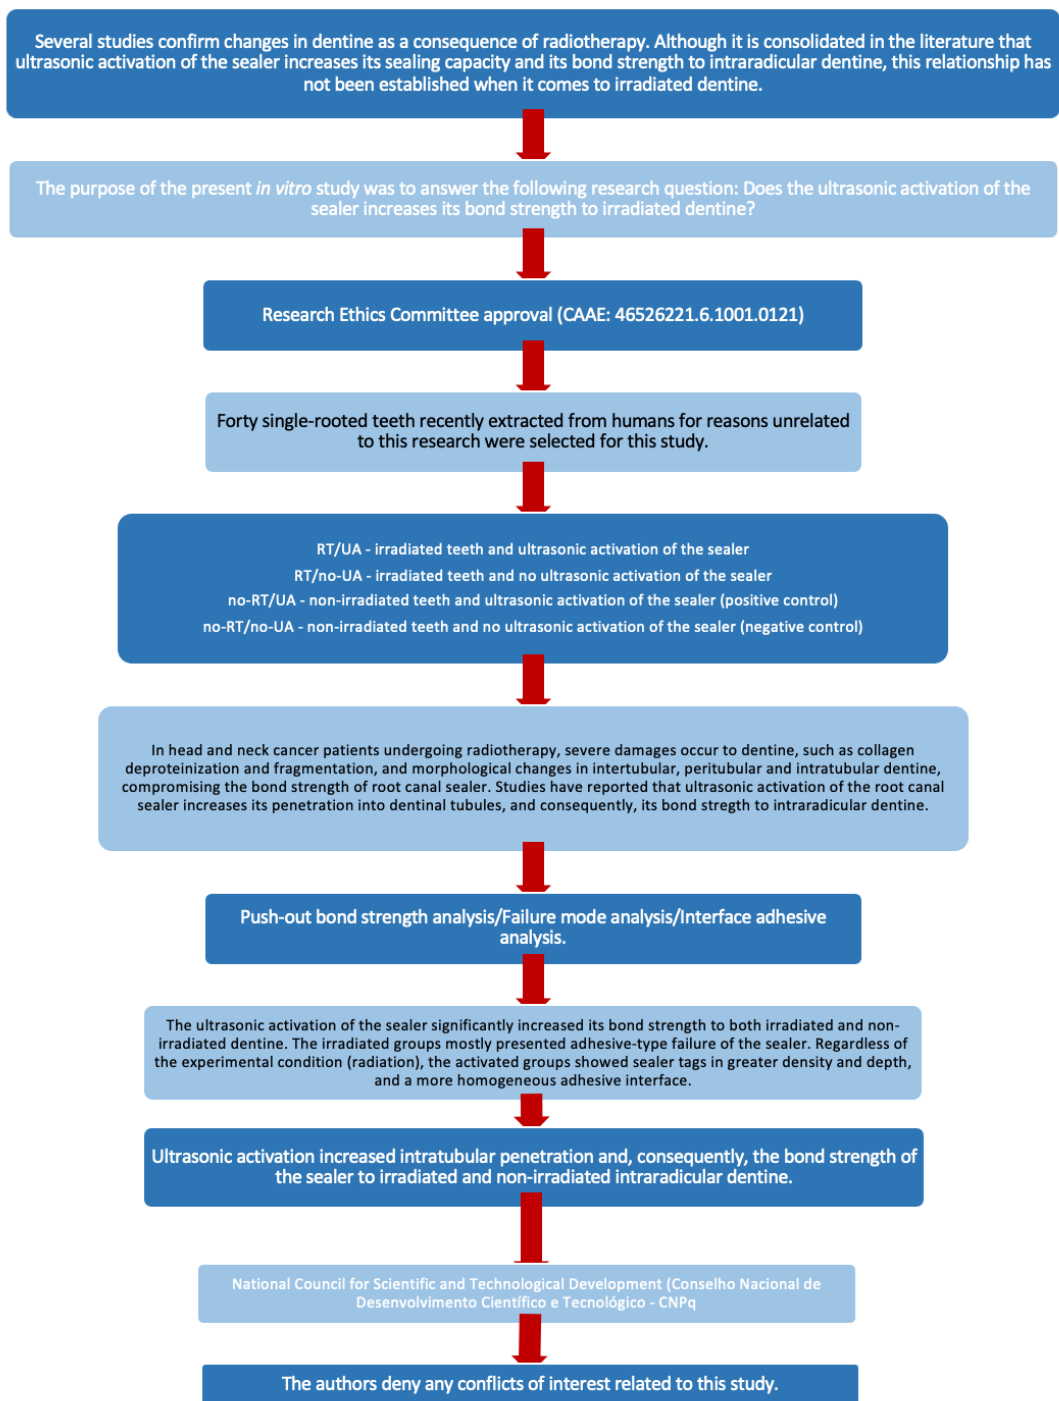 Several studies confirm changes in dentine as a consequence of radiotherapy. Although it is consolidated in the literature that
ultrasonic activation of the sealer increases its sealing capacity and its bond strength to intraradicular dentine, this relationship has
not been established when it comes to irradiated dentine.
The purpose of the present in vitro study was to answer the following research question: Does the ultrasonic activation of the
sealer increases its bond strength to irradiated dentine?
Research Ethics Committee approval (CAAE: 46526221.6.1001.0121)
Forty single-rooted teeth recently extracted from humans for reasons unrelated
to this research were selected for this study.
RT/UA - irradiated teeth and ultrasonic activation of the sealer
RT/no-UA - irradiated teeth and no ultrasonic activation of the sealer
no-RT/UA - non-irradiated teeth and ultrasonic activation of the sealer (positive control)
no-RT/no-UA - non-irradiated teeth and no ultrasonic activation of the sealer (negative control)
In head and neck cancer patients undergoing radiotherapy, severe damages occur to dentine, such as collagen
deproteinization and fragmentation, and morphological changes in intertubular, peritubular and intratubular dentine,
compromising the bond strength of root canal sealer. Studies have reported that ultrasonic activation of the root canal
sealer increases its penetration into dentinal tubules, and consequently, its bond stregth to intraradicular dentine.
Push-out bond strength analysis/Failure mode analysis/Interface adhesive
analysis.
The ultrasonic activation of the sealer significantly increased its bond strength to both irradiated and non-
irradiated dentine. The irradiated groups mostly presented adhesive-type failure of the sealer. Regardless of
the experimental condition (radiation), the activated groups showed sealer tags in greater density and depth,
and a more homogeneous adhesive interface.
Ultrasonic activation increased intratubular penetration and, consequently, the bond strength of
the sealer to irradiated and non-irradiated intraradicular dentine.
National Council for Scientific and Technological Development (Conselho Nacional de
Desenvolvimento Científico e Tecnológico - CNPq
The authors deny any conflicts of interest related to this study.